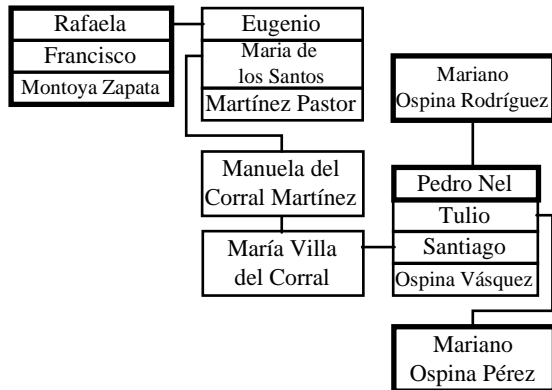 Rafaela
Francisco
Montoya Zapata
Eugenio
Maria de
los Santos
Martínez Pastor
Mariano
Ospina Rodríguez
Manuela del
Corral Martínez
María Villa
del Corral
Pedro Nel
Tulio
Santiago
Ospina Vásquez
Mariano
Ospina Pérez